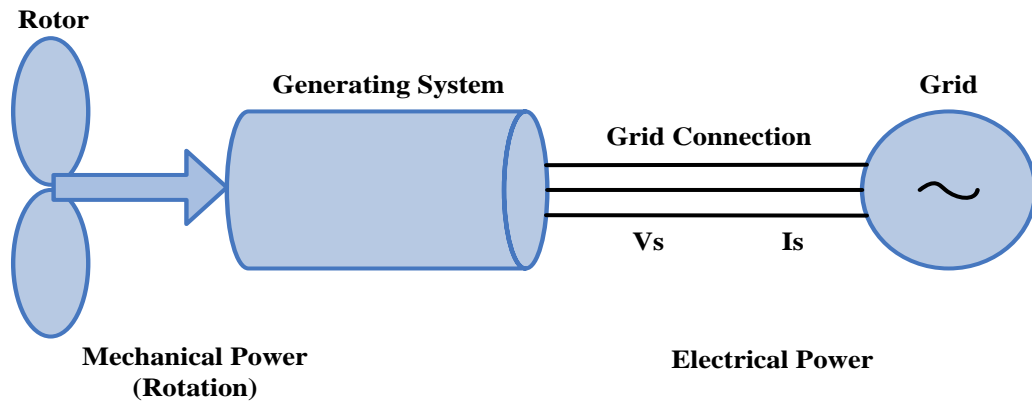 Rotor
Generating System
Grid
Grid Connection
Vs
Is
Mechanical Power
(Rotation)
Electrical Power